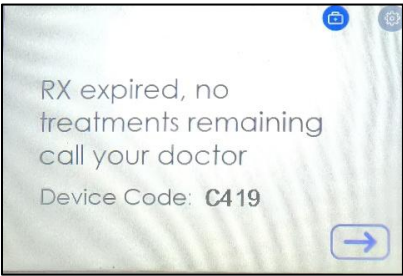 RX expired, no
treatments remaining
call your doctor
Device Code: C419